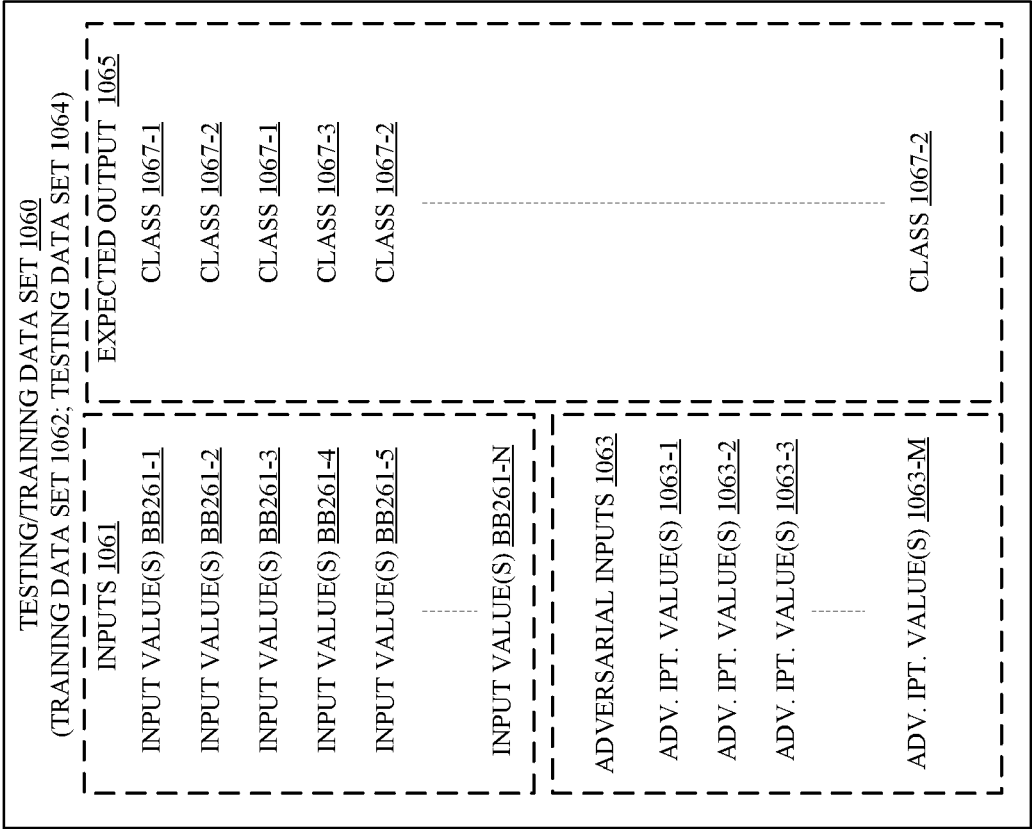 TESTING/TRAINING DATA SET 1060
(TRAINING DATA SET 1062; TESTING DATA SET 1064)
INPUTS 1061
INPUT VALUE(S) BB261-1
INPUT VALUE(S) BB261-2
INPUT VALUE(S) BB261-3
INPUT VALUE(S) BB261-4
INPUT VALUE(S) BB261-5
INPUT VALUE(S) BB261-N
ADVERSARIAL INPUTS 1063
ADV. IPT. VALUE(S) 1063-1
ADV. IPT. VALUE(S) 1063-2
ADV. IPT. VALUE(S) 1063-3
ADV. IPT. VALUE(S) 1063-M
EXPECTED OUTPUT 1065
CLASS 1067-1
CLASS 1067-2
CLASS 1067-1
CLASS 1067-3
CLASS 1067-2
CLASS 1067-2